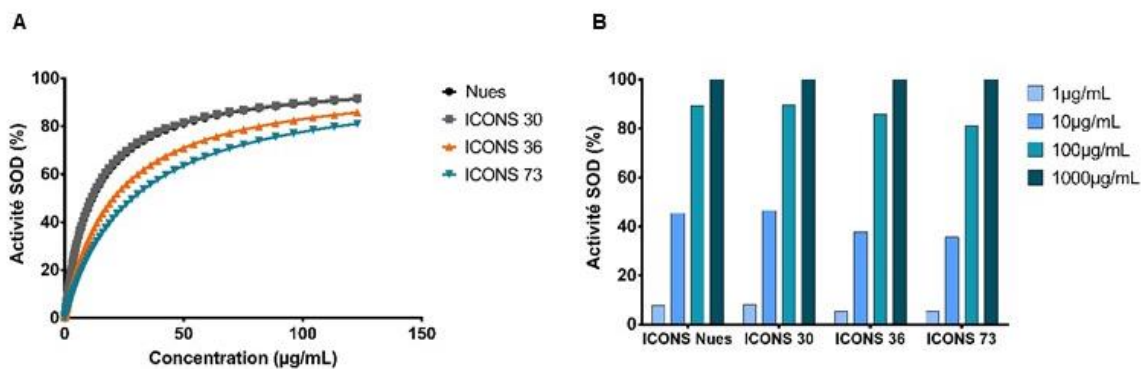 A
Activité SOD (%)
100
80
60
40
20
0
0
50
100
150
Concentration (µg/mL)
Nues
ICONS 30
ICONS 36
ICONS 73
B
Activité SOD (%)
100
80
60
40
20
0
ICONS Nues
ICONS 30
ICONS 36
ICONS 73
1µg/mL
10µg/mL
100µg/mL
1000µg/mL